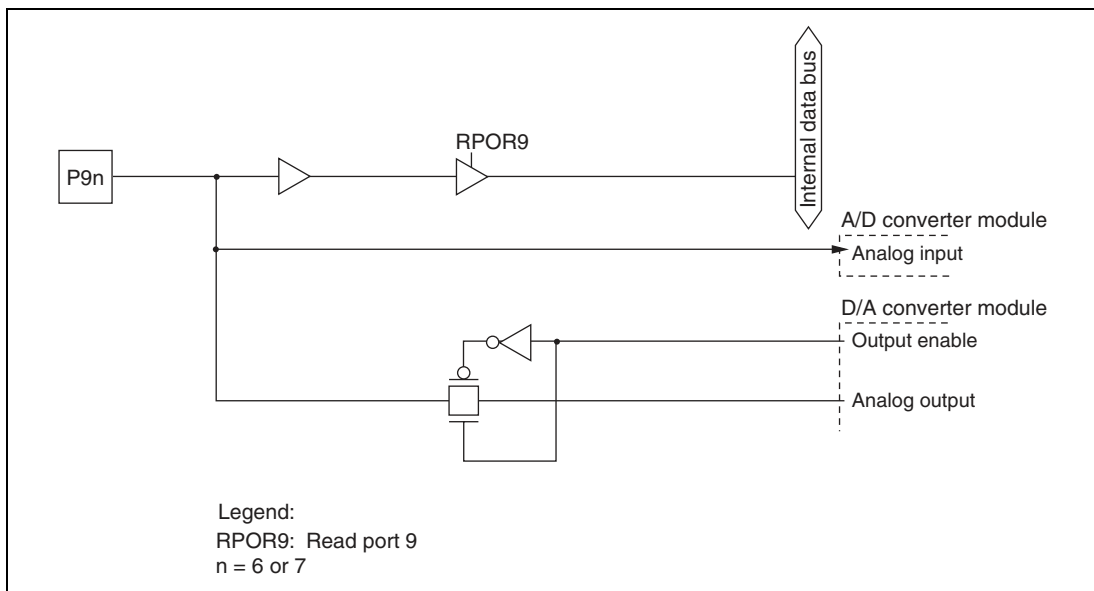 RPOR9
P9n
Internal data bus
A/D converter module
Analog input
D/A converter module
Output enable
Analog output
Legend:
RPOR9: Read port 9
n = 6 or 7